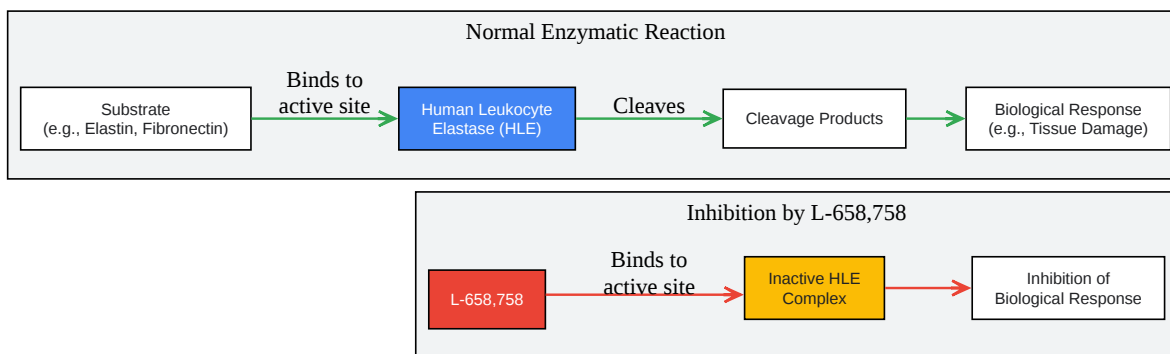 Normal Enzymatic Reaction
Substrate
(e.g., Elastin, Fibronectin)
Binds to
active site
Human Leukocyte
Elastase (HLE)
Cleaves
Cleavage Products
Biological Response
(e.g., Tissue Damage)
Inhibition by L-658,758
L-658,758
Binds to
active site
Inactive HLE
Complex
Inhibition of
Biological Response